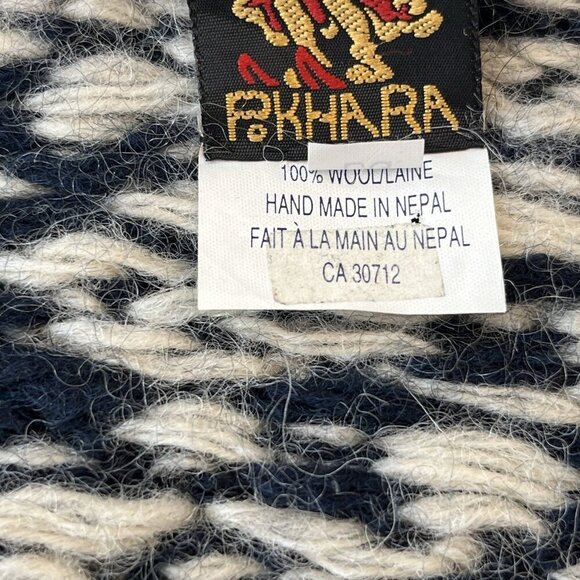 POKHARA
100% WOOL/LAINE
HAND MADE IN NEPAL
FAIT À LA MAIN AU NEPAL
CA 30712